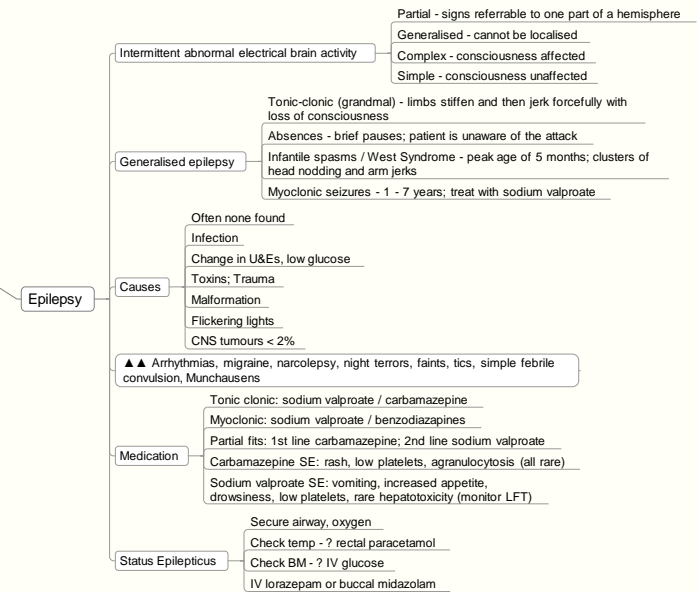 Partial - signs referrable to one part of a hemisphere
Generalised - cannot be localised
Intermittent abnormal electrical brain activity
Complex - consciousness affected
Simple - consciousness unaffected
Tonic-clonic (grandmal) - limbs stiffen and then jerk forcefully with
loss of consciousness
Absences - brief pauses; patient is unaware of the attack
Generalised epilepsy
Infantile spasms / West Syndrome - peak age of 5 months; clusters of
head nodding and arm jerks
Myoclonic seizures - 1 - 7 years; treat with sodium valproate
Epilepsy
Causes
Often none found
Infection
Change in U&Es, low glucose
Toxins; Trauma
Malformation
Flickering lights
CNS tumours < 2%
▲▲ Arrhythmias, migraine, narcolepsy, night terrors, faints, tics, simple febrile
convulsion, Munchausens
Medication
Tonic clonic: sodium valproate / carbamazepine
Myoclonic: sodium valproate / benzodiazapines
Partial fits: 1st line carbamazepine; 2nd line sodium valproate
Carbamazepine SE: rash, low platelets, agranulocytosis (all rare)
Sodium valproate SE: vomiting, increased appetite,
drowsiness, low platelets, rare hepatotoxicity (monitor LFT)
Status Epilepticus
Secure airway, oxygen
Check temp - ? rectal paracetamol
Check BM - ? IV glucose
IV lorazepam or buccal midazolam